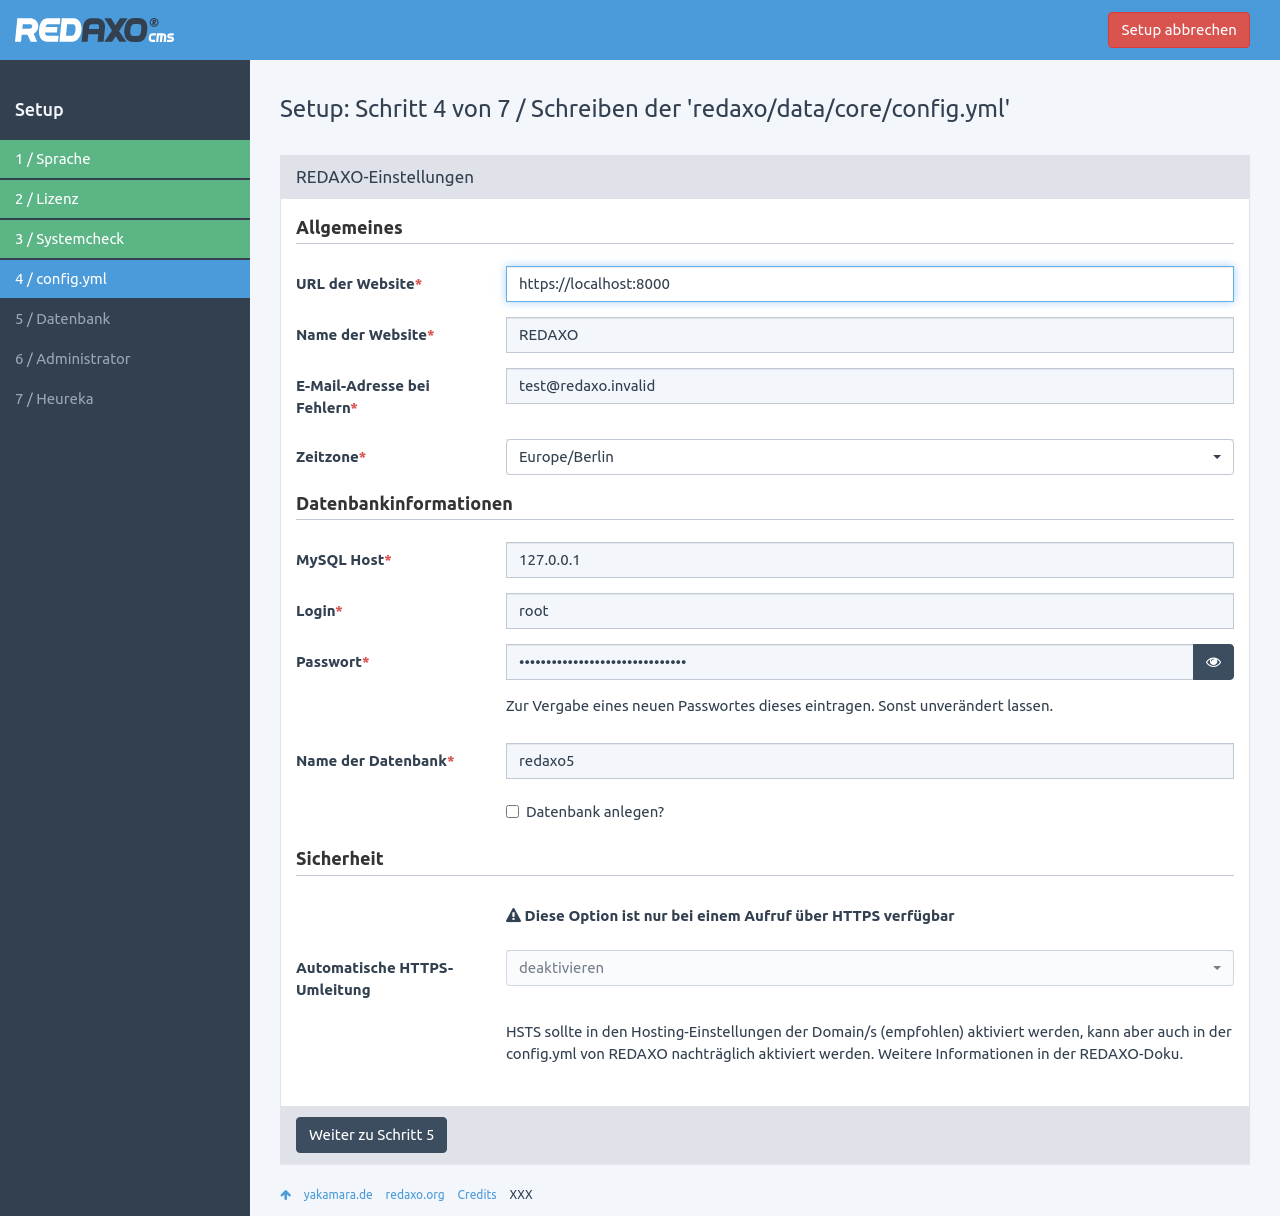 REDAXO® cms
Setup abbrechen
Setup
1 / Sprache
2 / Lizenz
3 / Systemcheck
4 / config.yml
5 / Datenbank
6 / Administrator
7 / Heureka
Setup: Schritt 4 von 7 / Schreiben der 'redaxo/data/core/config.yml'
REDAXO-Einstellungen
Allgemeines
URL der Website*
https://localhost:8000
Name der Website*
REDAXO
E-Mail-Adresse bei
Fehlern*
test@redaxo.invalid
Zeitzone*
Europe/Berlin
Datenbankinformationen
MySQL Host*
127.0.0.1
Login*
root
Passwort*
•••••••••••••••••••••••••••••••
Zur Vergabe eines neuen Passwortes dieses eintragen. Sonst unverändert lassen.
Name der Datenbank*
redaxo5
Datenbank anlegen?
Sicherheit
Diese Option ist nur bei einem Aufruf über HTTPS verfügbar
Automatische HTTPS-
Umleitung
deaktivieren
HSTS sollte in den Hosting-Einstellungen der Domain/s (empfohlen) aktiviert werden, kann aber auch in der
config.yml von REDAXO nachträglich aktiviert werden. Weitere Informationen in der REDAXO-Doku.
Weiter zu Schritt 5
yakamara.de redaxo.org Credits XXX